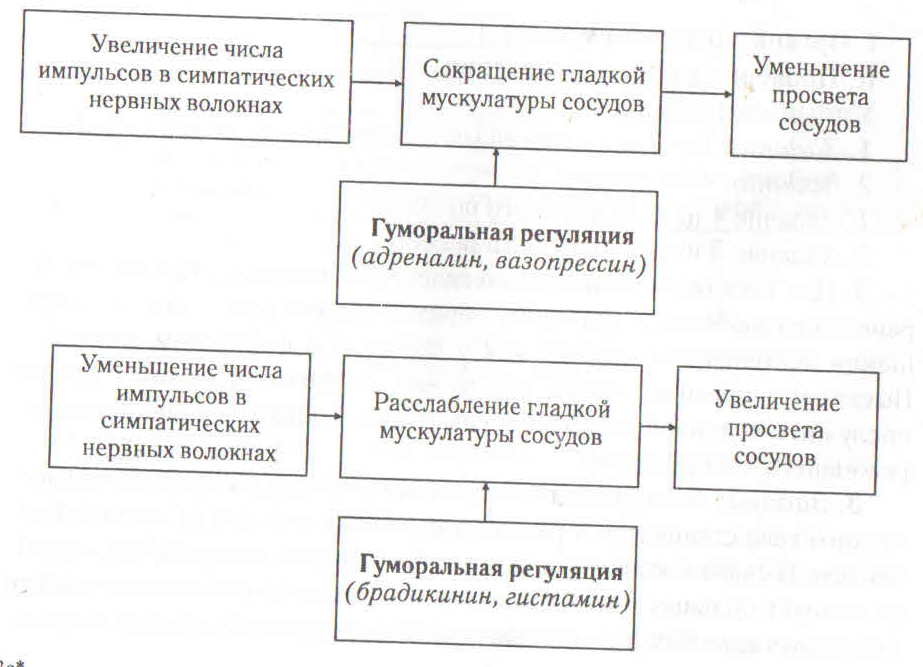 Увеличение числа
импульсов в симпатических
нервных волокнах
Сокращение гладкой
мускулатуры сосудов
Уменьшение
просвета
сосудов
Гуморальная регуляция
(адреналин, вазопрессин)
Уменьшение числа
импульсов в
симпатических
нервных волокнах
Расслабление гладкой
мускулатуры сосудов
Увеличение
просвета
сосудов
Гуморальная регуляция
(брадикинин, гистамин)